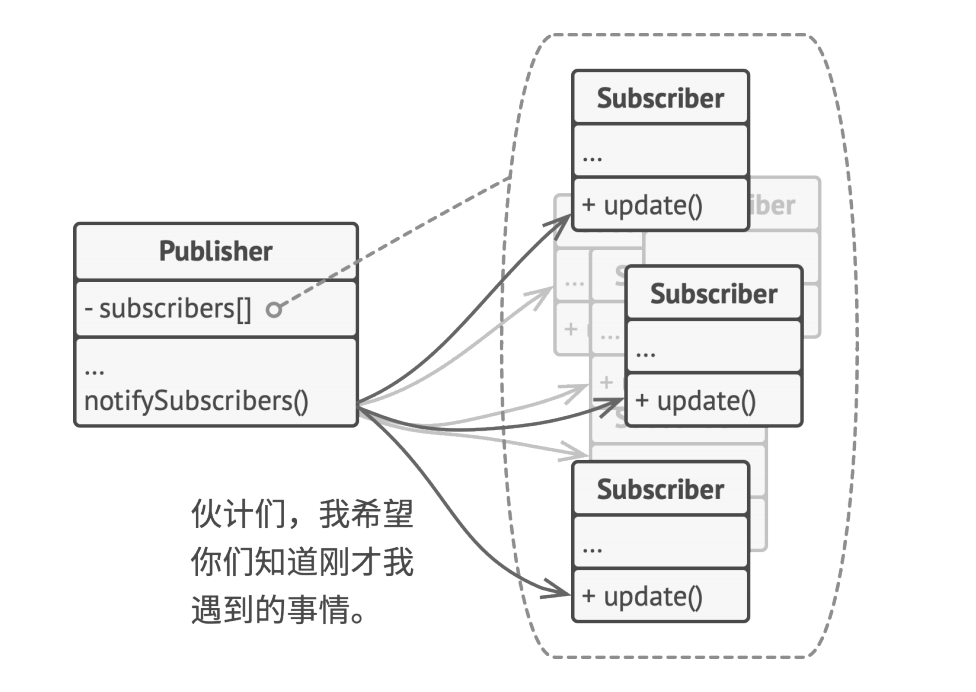 Publisher
- subscribers[]
...
notifySubscribers()
伙计们，我希望
你们知道刚才我
遇到的事情。
Subscriber
...
+ update()
iber
...
+
S
...
+
S
Subscriber
...
+ update()
Subscriber
...
+ update()